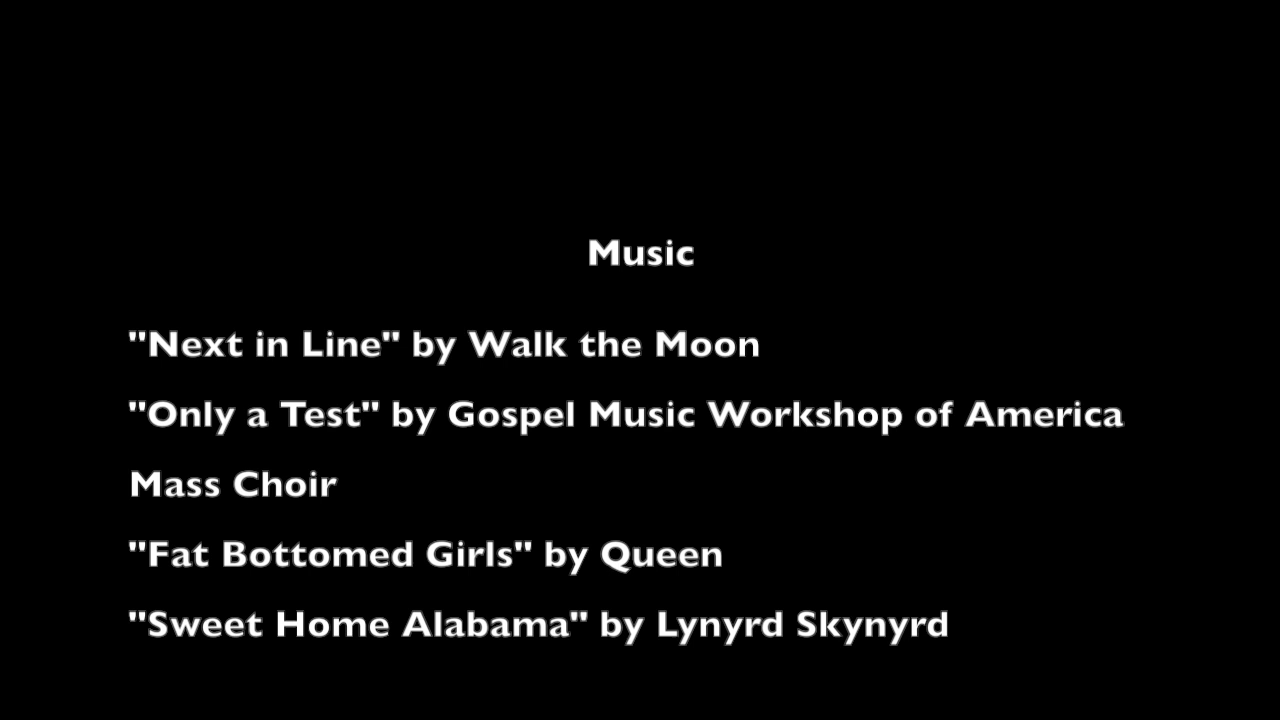 Music
"Next in Line" by Walk the Moon
"Only a Test" by Gospel Music Workshop of America
Mass Choir
"Fat Bottomed Girls" by Queen
"Sweet Home Alabama" by Lynyrd Skynyrd